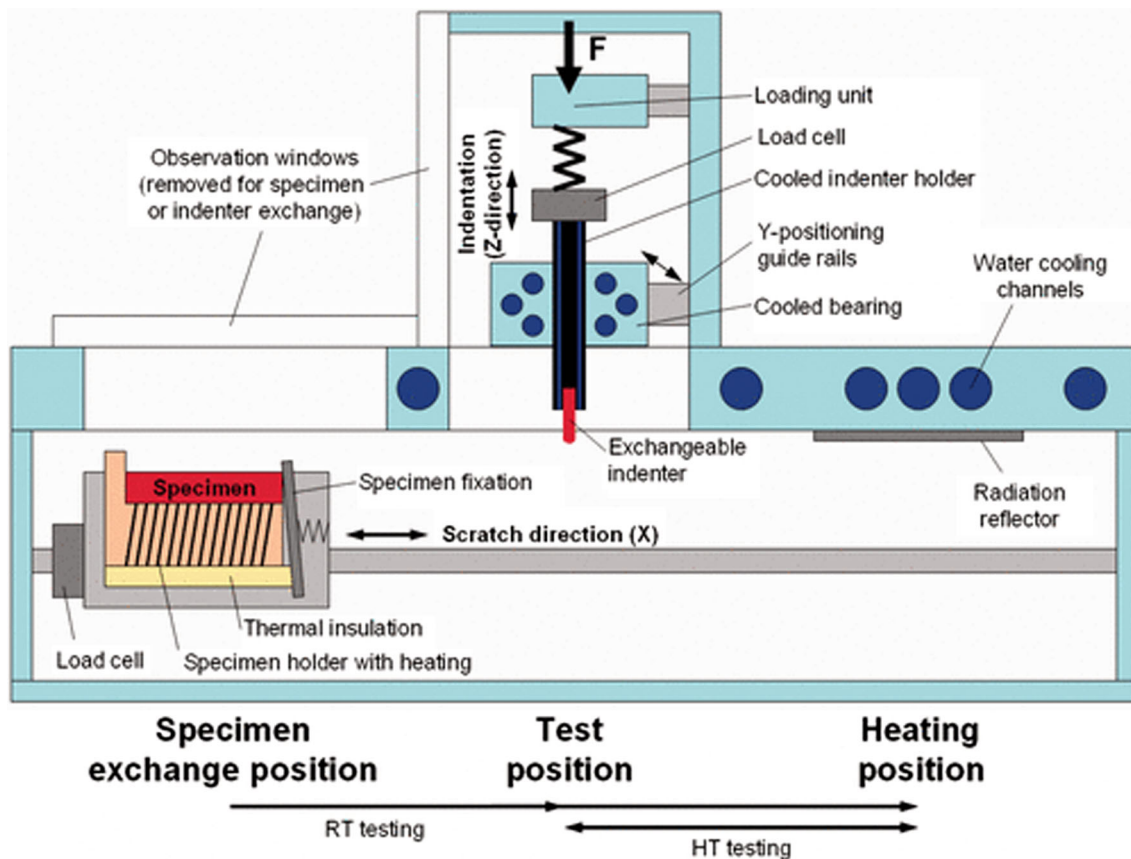 F
Loading unit
Load cell
Cooled indenter holder
Y-positioning
guide rails
Cooled bearing
Indentation
(Z-direction)
Observation windows
(removed for specimen
or indenter exchange)
Water cooling
channels
Exchangeable
indenter
Radiation
reflector
Specimen
Specimen fixation
Scratch direction (X)
Thermal insulation
Load cell
Specimen holder with heating
Specimen
exchange position
Test
position
Heating
position
RT testing
HT testing